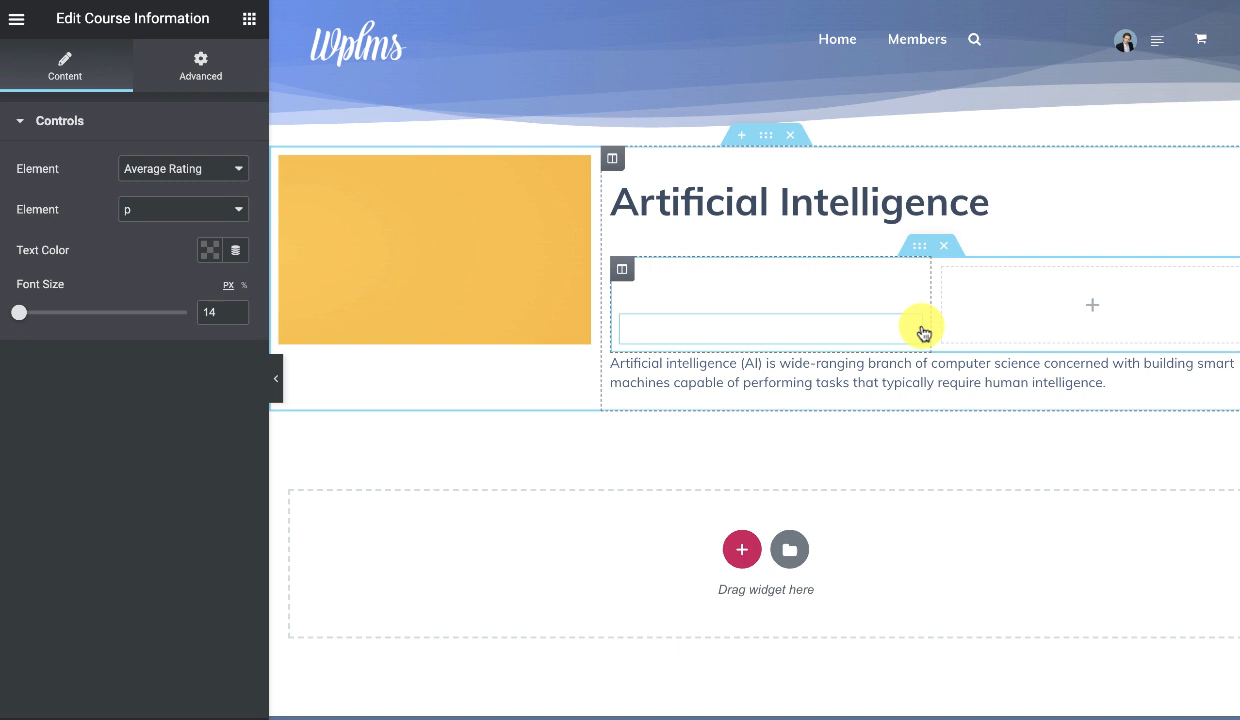 Edit Course Information
Content
Advanced
Controls
Element
Average Rating
Element
p
Text Color
Font Size
PX %
14
Wplms
Home
Members
Artificial Intelligence
Artificial intelligence (AI) is wide-ranging branch of computer science concerned with building smart
machines capable of performing tasks that typically require human intelligence.
Drag widget here